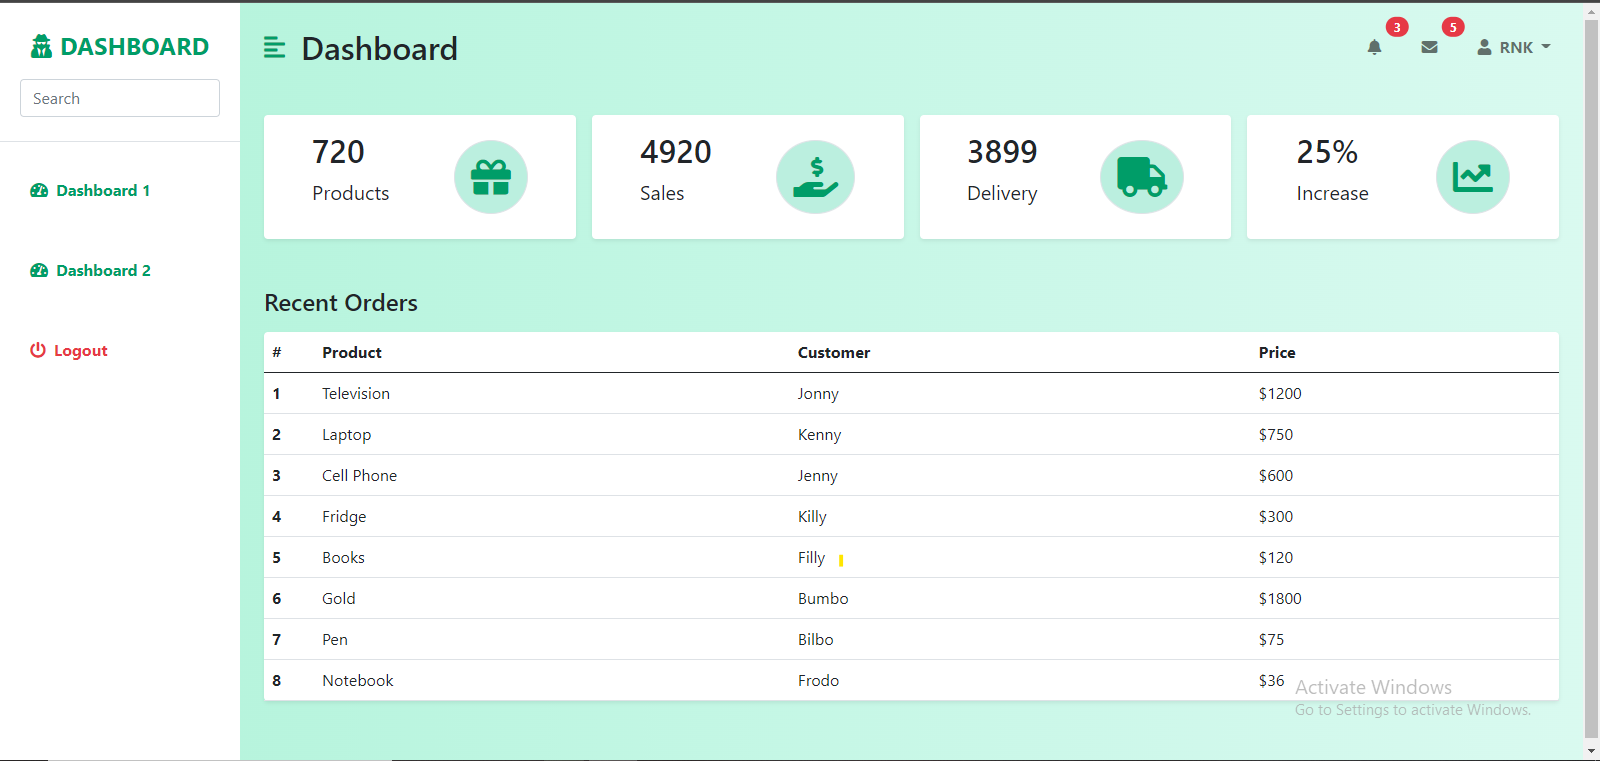 DASHBOARD
Search
Dashboard 1
Dashboard 2
Logout
Dashboard
3
5
RNK
720
Products
4920
Sales
$
3899
Delivery
25%
Increase
Recent Orders
# Product Customer Price
1 Television Jonny $1200
2 Laptop Kenny $750
3 Cell Phone Jenny $600
4 Fridge Killy $300
5 Books Filly $120
6 Gold Bumbo $1800
7 Pen Bilbo $75
8 Notebook Frodo $36
Activate Windows
Go to Settings to activate Windows.